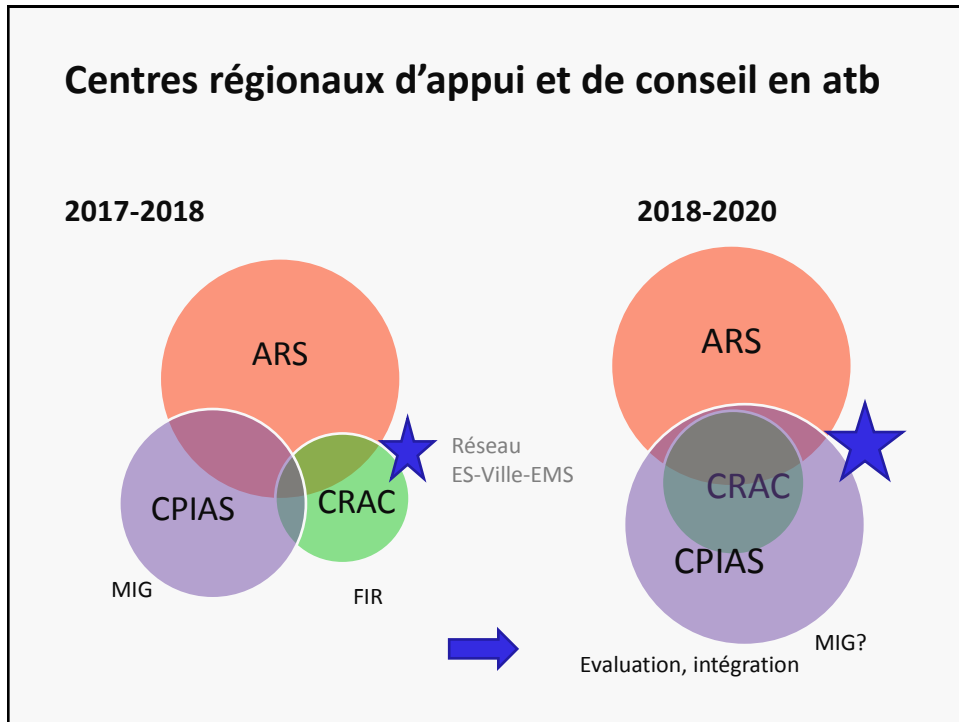 Centres régionaux d’appui et de conseil en atb
2017-2018
ARS
CPIAS
CRAC
Réseau
ES-Ville-EMS
MIG
FIR
2018-2020
ARS
CRAC
CPIAS
MIG?
Evaluation, intégration